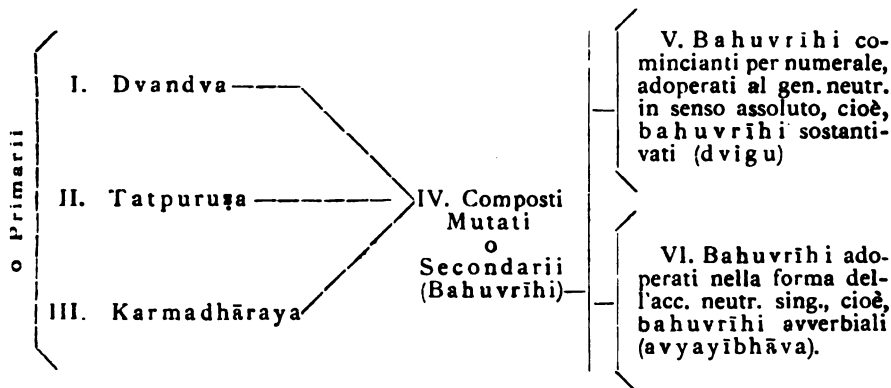 o Primarii
I. Dvandva
II. Tatpuruṣa
III. Karmadhāraya
IV. Composti
Mutati
o
Secondarii
(Bahuvrīhi)
V. Bahuvrihi co-
mincianti per numerale,
adoperati al gen. neutr.
in senso assoluto, cioè,
bahuvrīhi sostanti-
vati (dvigu)
VI. Bahuvrīhi ado-
perati nella forma del-
l'acc. neutr. sing., cioè,
bahuvrīhi avverbiali
(avyayībhāva).